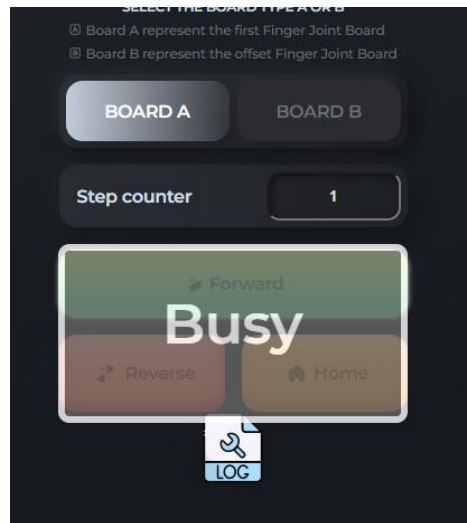 SELECT THE BOARD TYPE A OR B
A Board A represent the first Finger Joint Board
B Board B represent the offset Finger Joint Board
BOARD A BOARD B
Step counter 1
Forward
Busy
Reverse Home
LOG